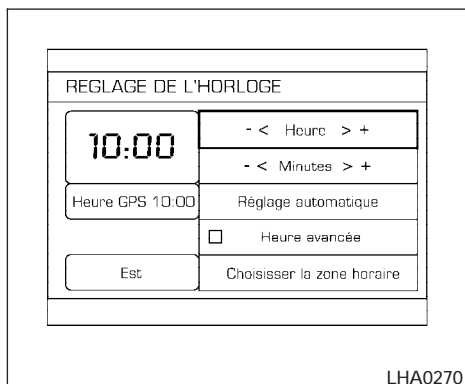 REGLAGE DE L'HORLOGE
10:00
- < Heure > +
- < Minutes > +
Heure GPS 10:00
Réglage automatique
Heure avancée
Est
Choisisser la zone horaire
LHA0270